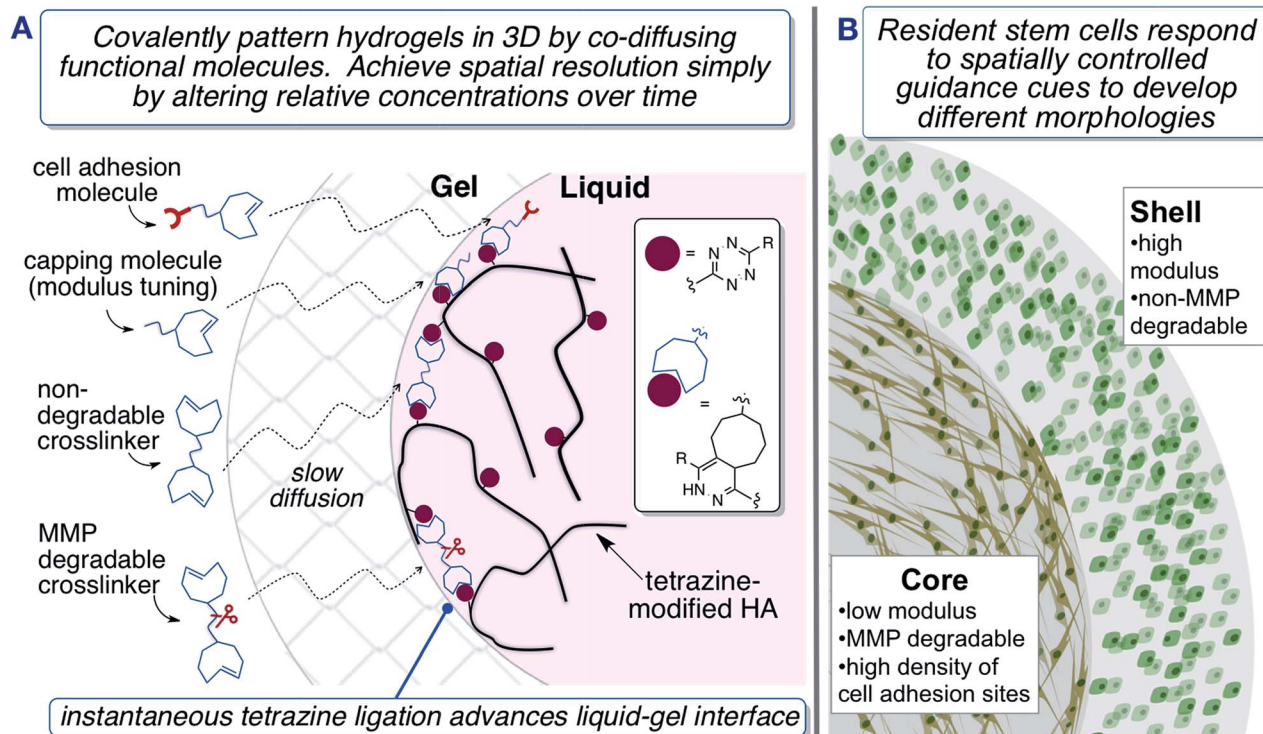 A
Covalently pattern hydrogels in 3D by co-diffusing
functional molecules. Achieve spatial resolution simply
by altering relative concentrations over time
cell adhesion
molecule
capping molecule
(modulus tuning)
non-
degradable
crosslinker
MMP
degradable
crosslinker
Gel
Liquid
slow
diffusion
=
N
N
R
N
N
=
R
HN
N
tetrazine-
modified HA
instantaneous tetrazine ligation advances liquid-gel interface
B
Resident stem cells respond
to spatially controlled
guidance cues to develop
different morphologies
Shell
•high
modulus
•non-MMP
degradable
Core
•low modulus
•MMP degradable
•high density of
cell adhesion sites